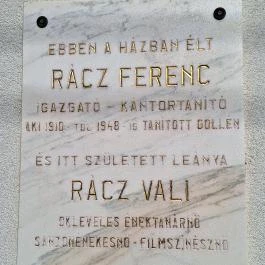 EBBEN A HÁZBAN ÉLT
RÁCZ FERENC
IGAZGATÓ - KÁNTORTANÍTÓ
AKI 1910-TŐL 1948-IG TANÍTOTT GÖLLÉN
ÉS ITT SZÜLETETT LEÁNYA
RÁCZ VALI
OKLEVELES ÉNEKTANÁRNŐ
SANZONÉNEKESNŐ - FILMSZÍNÉSZNŐ